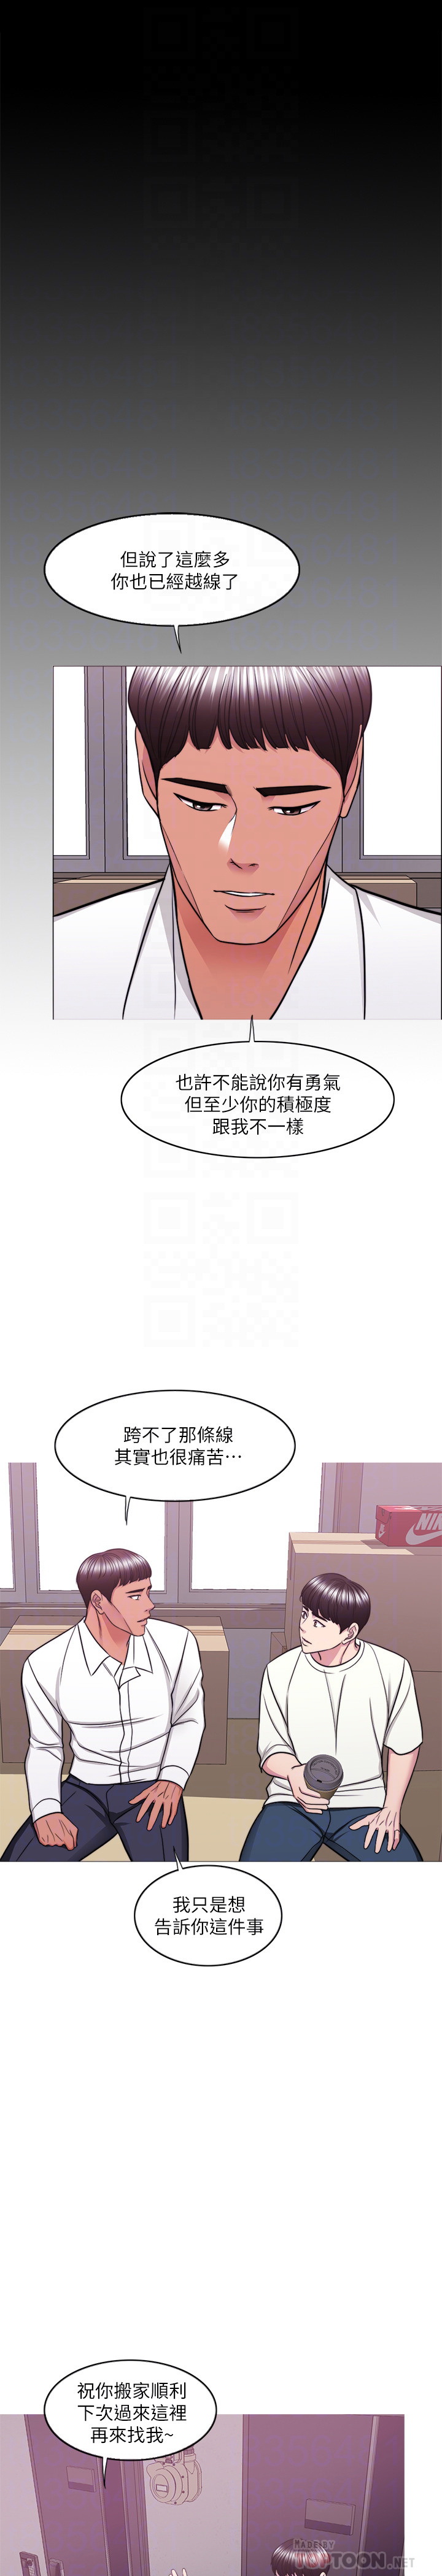 但說了這麼多
你也已經越線了
也許不能說你有勇氣
但至少你的積極度
跟我不一樣
跨不了那條線
其實也很痛苦⋯
NIKE
我只是想
告訴你這件事
祝你搬家順利
下次過來這裡
再來找我~
MADE BY
TOPTOON.NET